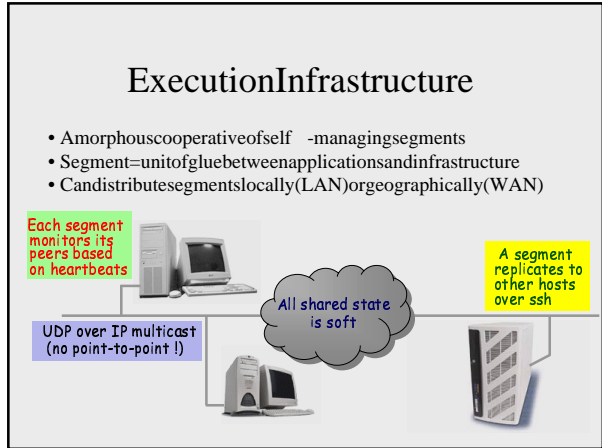 ExecutionInfrastructure
• Amorphouscooperativeofself -managingsegments
• Segment=unitofgluebetweenapplicationsandinfrastructure
• Candistributesegmentslocally(LAN)orgeographically(WAN)
Each segment
monitors its
peers based
on heartbeats
A segment
replicates to
other hosts
over ssh
All shared state
is soft
UDP over IP multicast
(no point-to-point !)